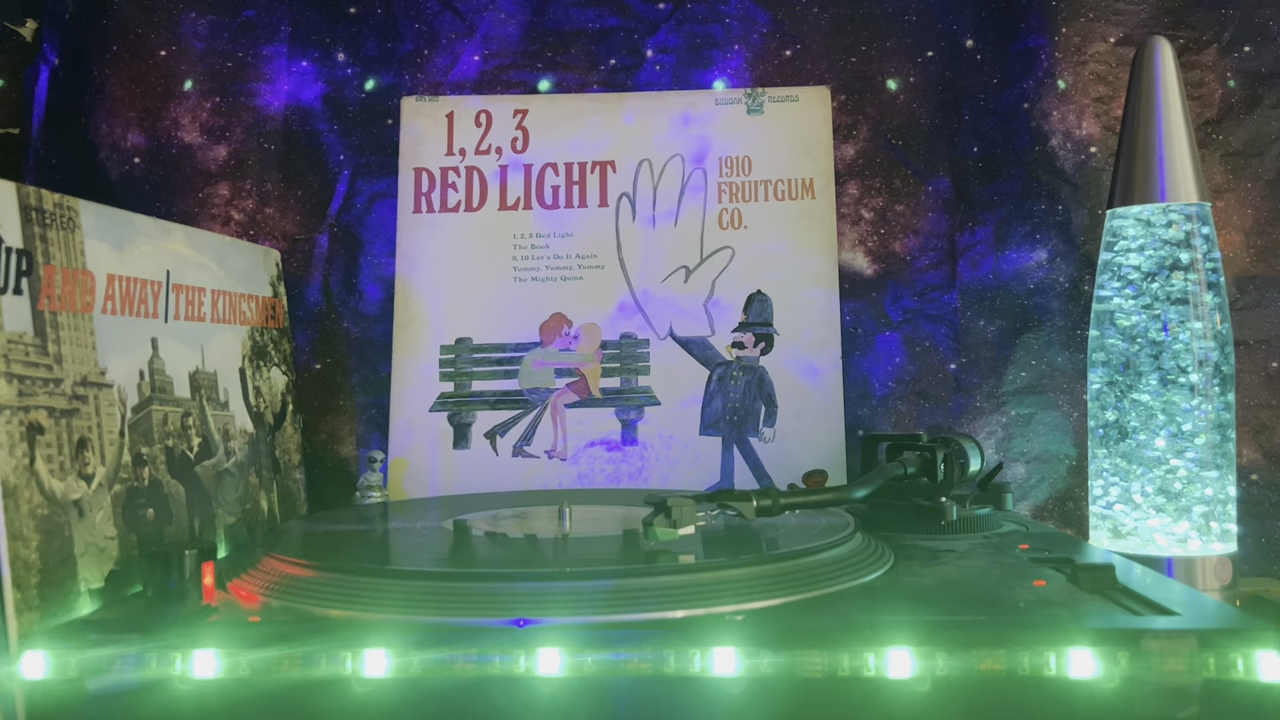 STEREO
UP AND AWAY/THE KINGSMEN
BUDDAH RECORDS
1, 2, 3
RED LIGHT
1910
FRUITGUM
CO.
1, 2, 3 Red Light
The Book
9, 10 Let's Do It Again
Yummy, Yummy, Yummy
The Mighty Quinn